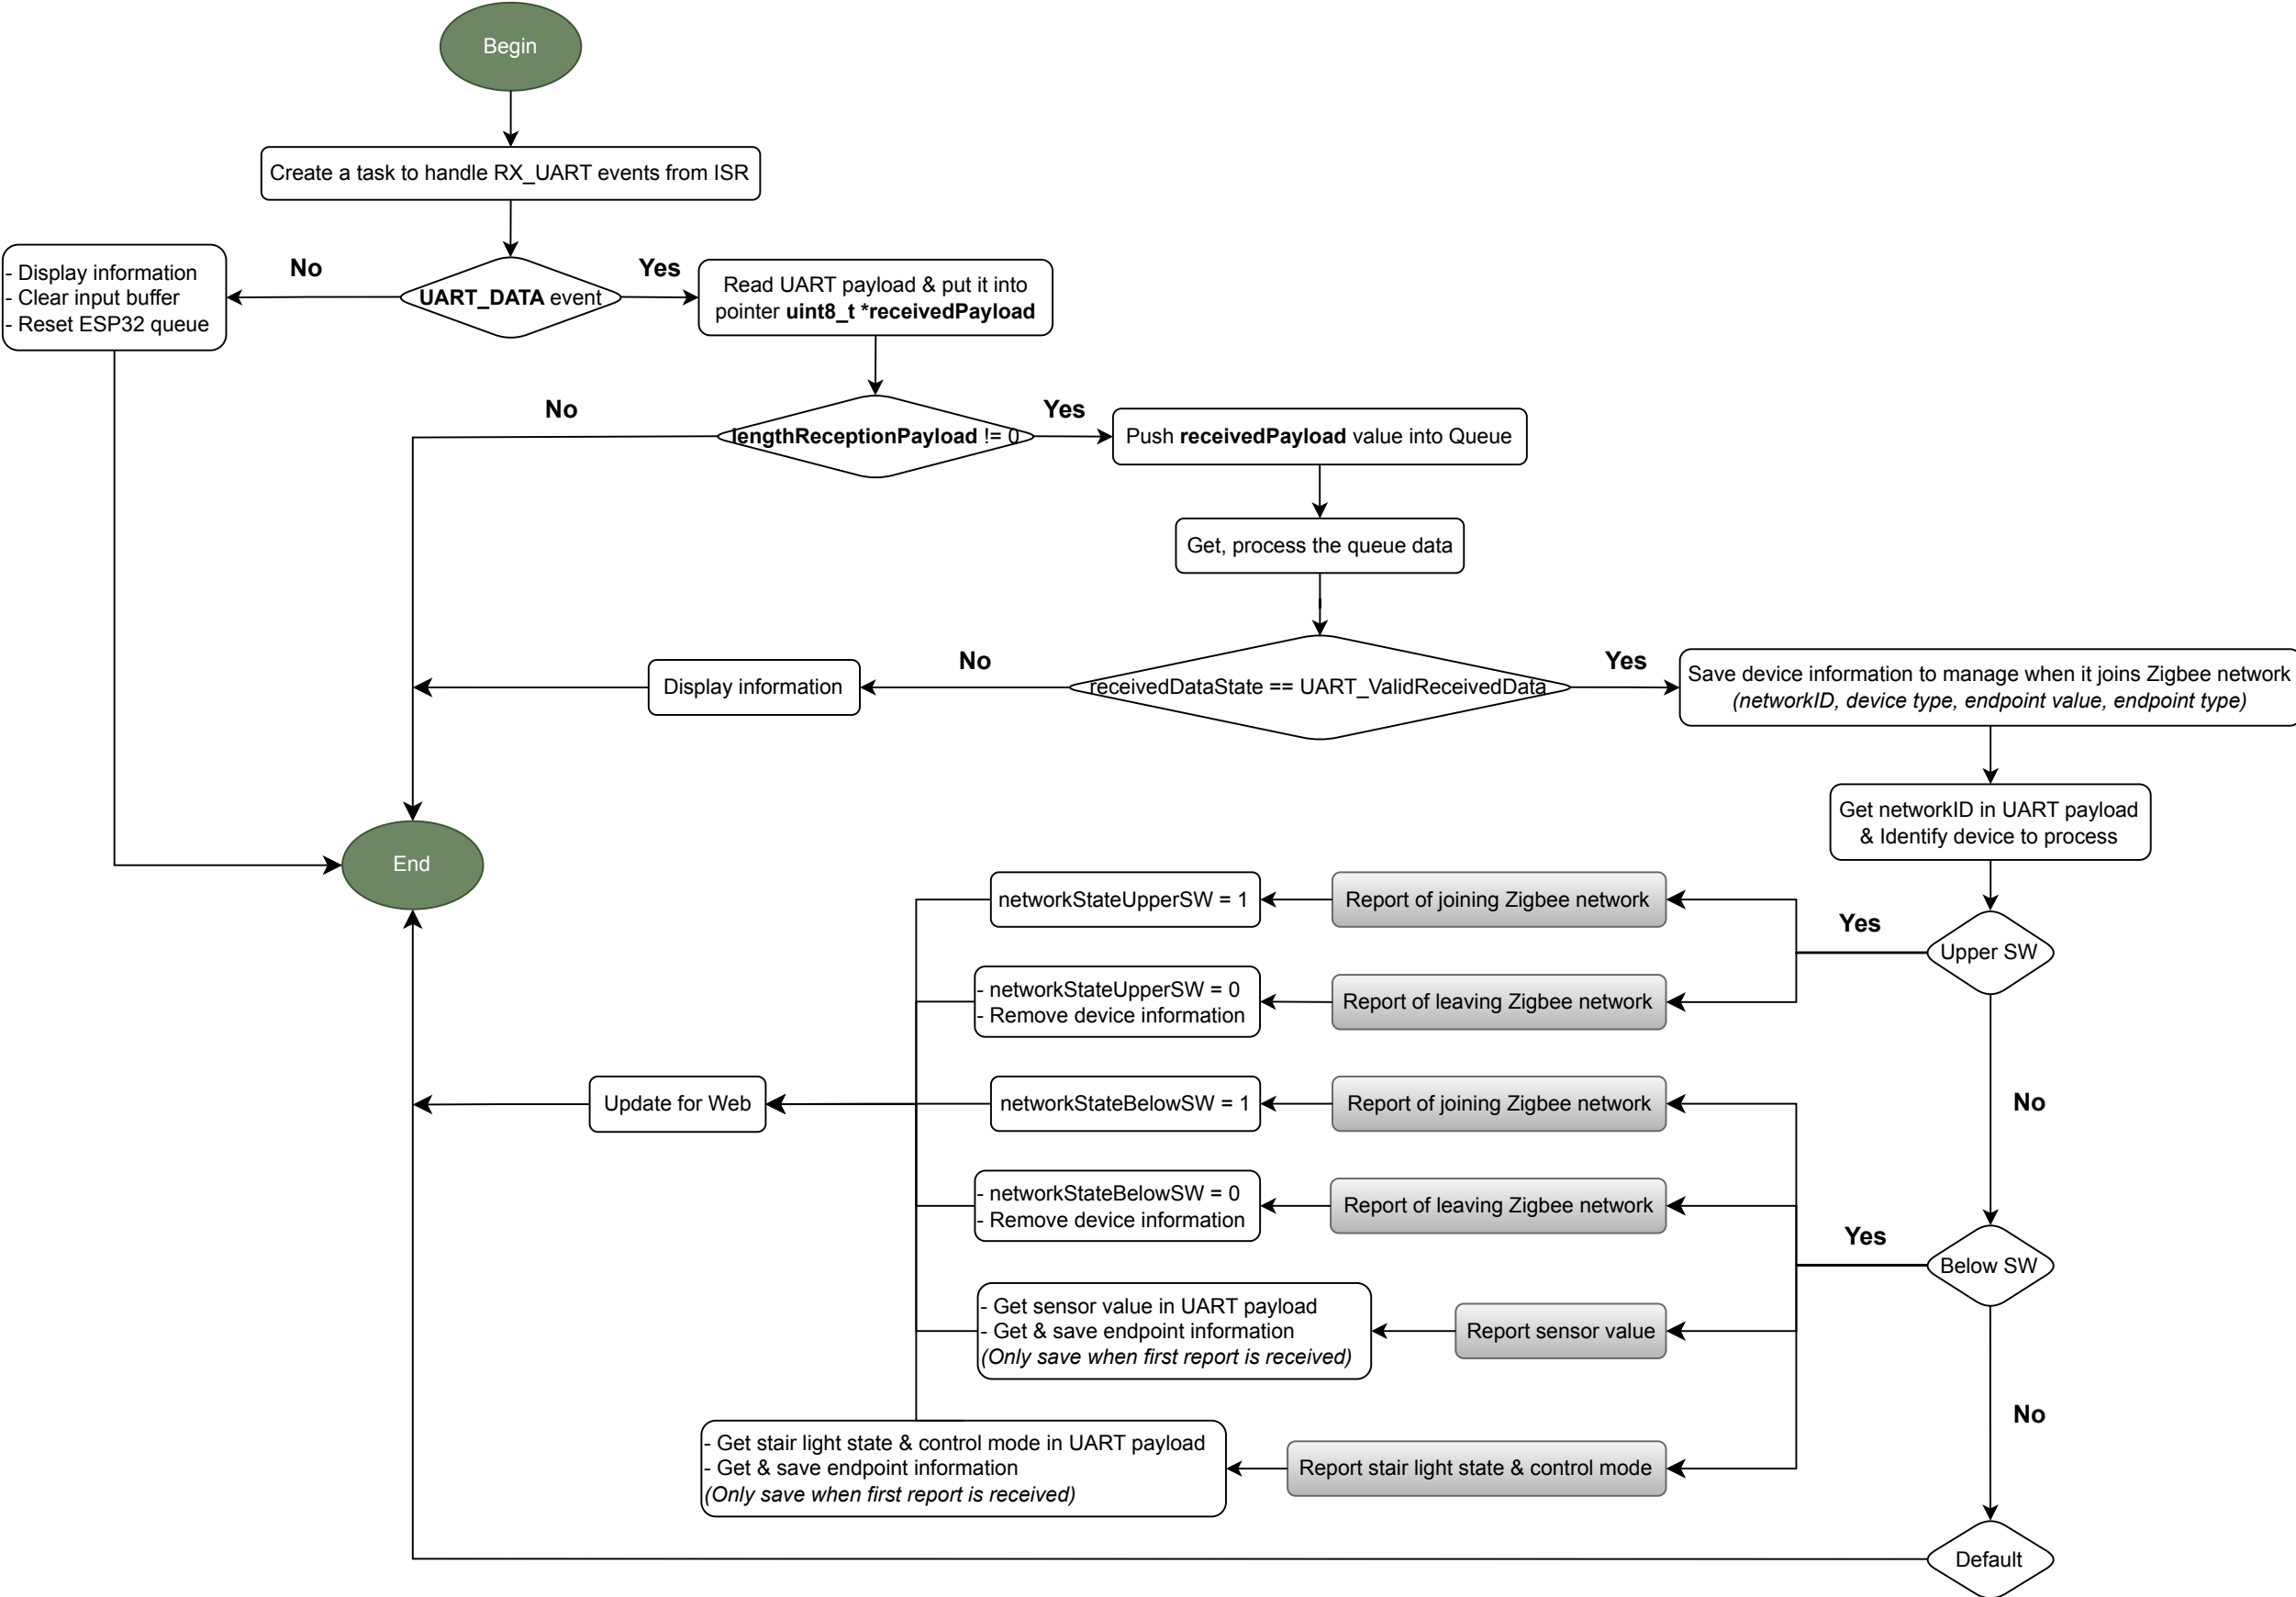 Begin
Create a task to handle RX_UART events from ISR
- Display information
- Clear input buffer
- Reset ESP32 queue
No
UART_DATA event
Yes
Read UART payload & put it into
pointer uint8_t *receivedPayload
No
lengthReceptionPayload != 0
Yes
Push receivedPayload value into Queue
Get, process the queue data
Display information
No
receivedDataState == UART_ValidReceivedData
Yes
Save device information to manage when it joins Zigbee network
(networkID, device type, endpoint value, endpoint type)
Get networkID in UART payload
& Identify device to process
End
networkStateUpperSW = 1
Report of joining Zigbee network
Yes
Upper SW
- networkStateUpperSW = 0
- Remove device information
Report of leaving Zigbee network
Update for Web
networkStateBelowSW = 1
Report of joining Zigbee network
No
- networkStateBelowSW = 0
- Remove device information
Report of leaving Zigbee network
Yes
Below SW
- Get sensor value in UART payload
- Get & save endpoint information
(Only save when first report is received)
Report sensor value
No
- Get stair light state & control mode in UART payload
- Get & save endpoint information
(Only save when first report is received)
Report stair light state & control mode
Default